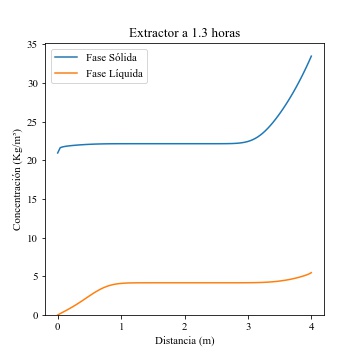 Extractor a 1.3 horas
Fase Sólida
Fase Líquida
35
30
25
20
15
10
5
0
Concentración (Kg/m³)
0
1
2
3
4
Distancia (m)